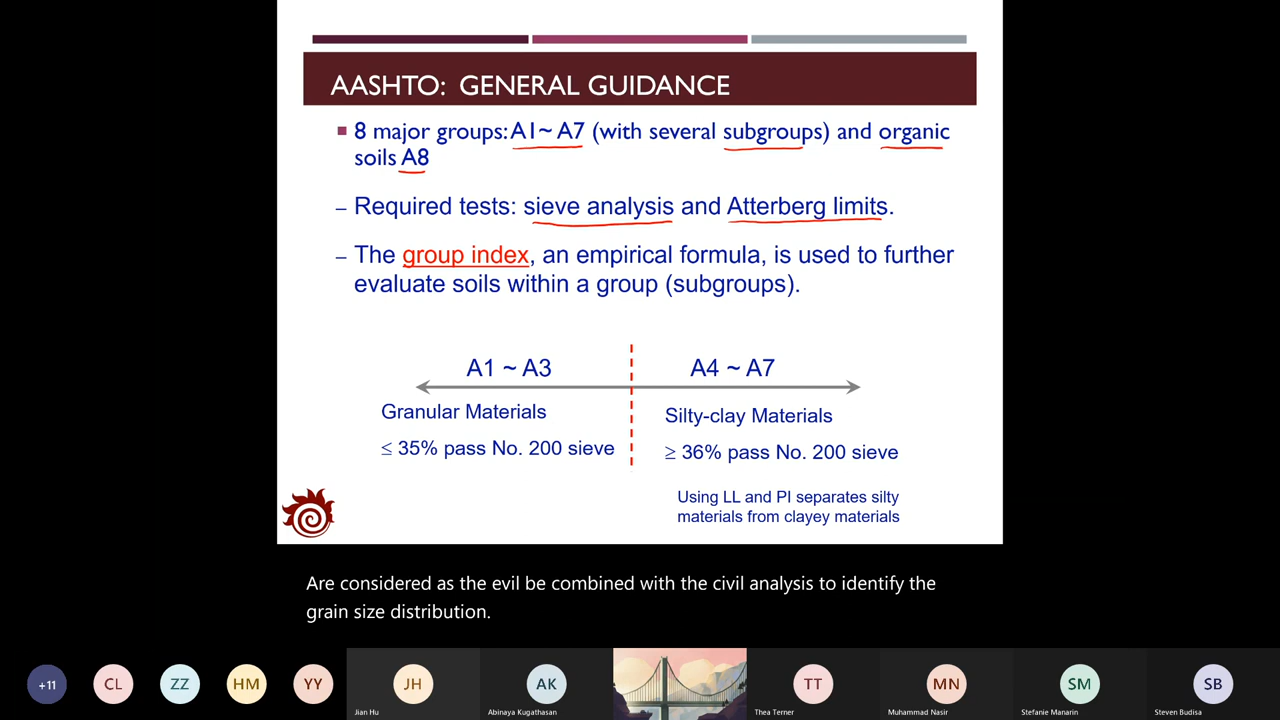 AASHTO: GENERAL GUIDANCE
8 major groups: A1~ A7 (with several subgroups) and organic
soils A8
– Required tests: sieve analysis and Atterberg limits.
– The group index, an empirical formula, is used to further
evaluate soils within a group (subgroups).
A1 ~ A3
A4 ~ A7
Granular Materials
Silty-clay Materials
≤ 35% pass No. 200 sieve
≥ 36% pass No. 200 sieve
Using LL and PI separates silty
materials from clayey materials
Are considered as the evil be combined with the civil analysis to identify the
grain size distribution.
+11
CL
ZZ
HM
YY
JH
AK
TT
MN
SM
SB
Jian Hu
Abinaya Kugathasan
Thea Terner
Muhammad Nasir
Stefanie Manarin
Steven Budisa